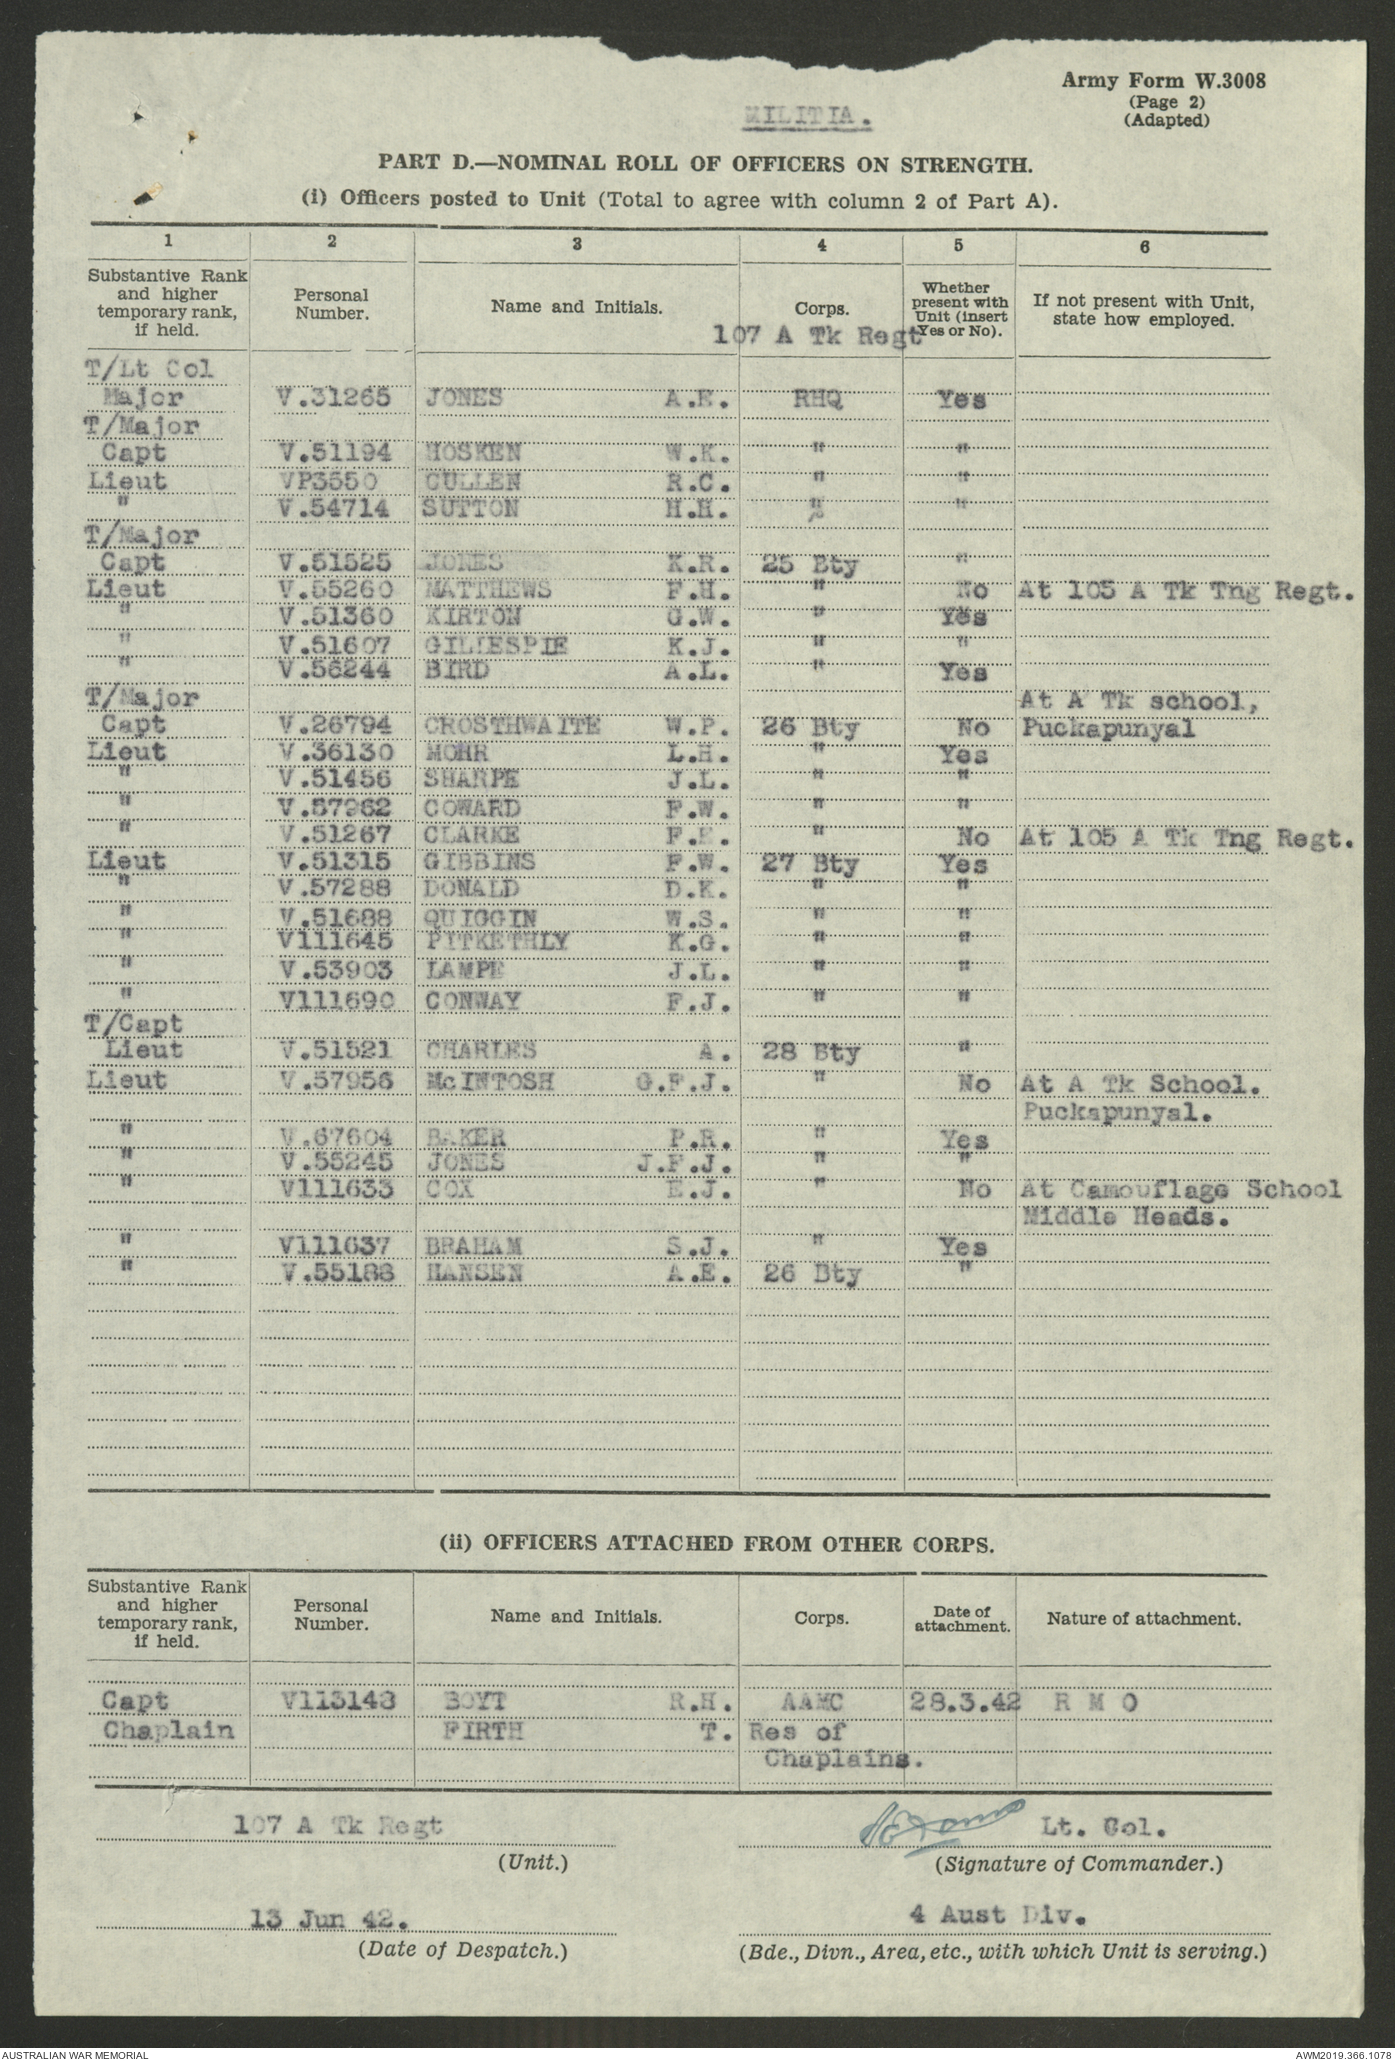 Army Form W.3008
(Page 2)
(Adapted)
MILITIA.
PART D.—NOMINAL ROLL OF OFFICERS ON STRENGTH.
(i) Officers posted to Unit (Total to agree with column 2 of Part A).
1 2 3 4 5 6
Substantive Rank and higher temporary rank, if held. Personal Number. Name and Initials. Corps. Whether present with Unit (insert Yes or No). If not present with Unit, state how employed.
107 A Tk Regt
T/Lt Col
Major V.31265 JONES A.E. RHQ Yes
T/Major
Capt V.51194 HOSKEN W.K. " "
Lieut VP3550 CULLEN R.C. " "
" V.54714 SUTTON H.H. " "
T/Major
Capt V.51525 JONES K.R. 25 Bty "
Lieut V.55260 MATTHEWS F.H. " No At 105 A Tk Tng Regt.
" V.51360 KIRTON G.W. " Yes
" V.51607 GILLESPIE K.J. " "
" V.56244 BIRD A.L. " Yes
T/Major At A Tk school,
Capt V.26794 CROSTHWAITE W.P. 26 Bty No Puckapunyal
Lieut V.36130 MOHR L.H. " Yes
" V.51456 SHARPE J.L. " "
" V.57962 COWARD F.W. " "
" V.51267 CLARKE F.E. " No At 105 A Tk Tng Regt.
Lieut V.51315 GIBBINS F.W. 27 Bty Yes
" V.57288 DONALD D.K. " "
" V.51688 QUIGGIN W.S. " "
" V111645 PITKETHLY K.G. " "
" V.53903 LAMPE J.L. " "
" V111690 CONWAY F.J. " "
T/Capt
Lieut V.51521 CHARLES A. 28 Bty "
Lieut V.57956 McINTOSH G.F.J. " No At A Tk School.
Puckapunyal.
" V.67604 BAKER P.R. " Yes
" V.55245 JONES J.F.J. " "
" V111633 COX E.J. " No At Camouflage School
Middle Heads.
" V111637 BRAHAM S.J. " Yes
" V.55188 HANSEN A.E. 26 Bty "
(ii) OFFICERS ATTACHED FROM OTHER CORPS.
Substantive Rank and higher temporary rank, if held. Personal Number. Name and Initials. Corps. Date of attachment. Nature of attachment.
Capt V113148 BOYT R.H. AAMC 28.3.42 R M O
Chaplain FIRTH T. Res of
Chaplains.
107 A Tk Regt AEJones Lt. Col.
(Unit.) (Signature of Commander.)
13 Jun 42. 4 Aust Div.
(Date of Despatch.) (Bde., Divn., Area, etc., with which Unit is serving.)
AUSTRALIAN WAR MEMORIAL AWM2019.366.1078